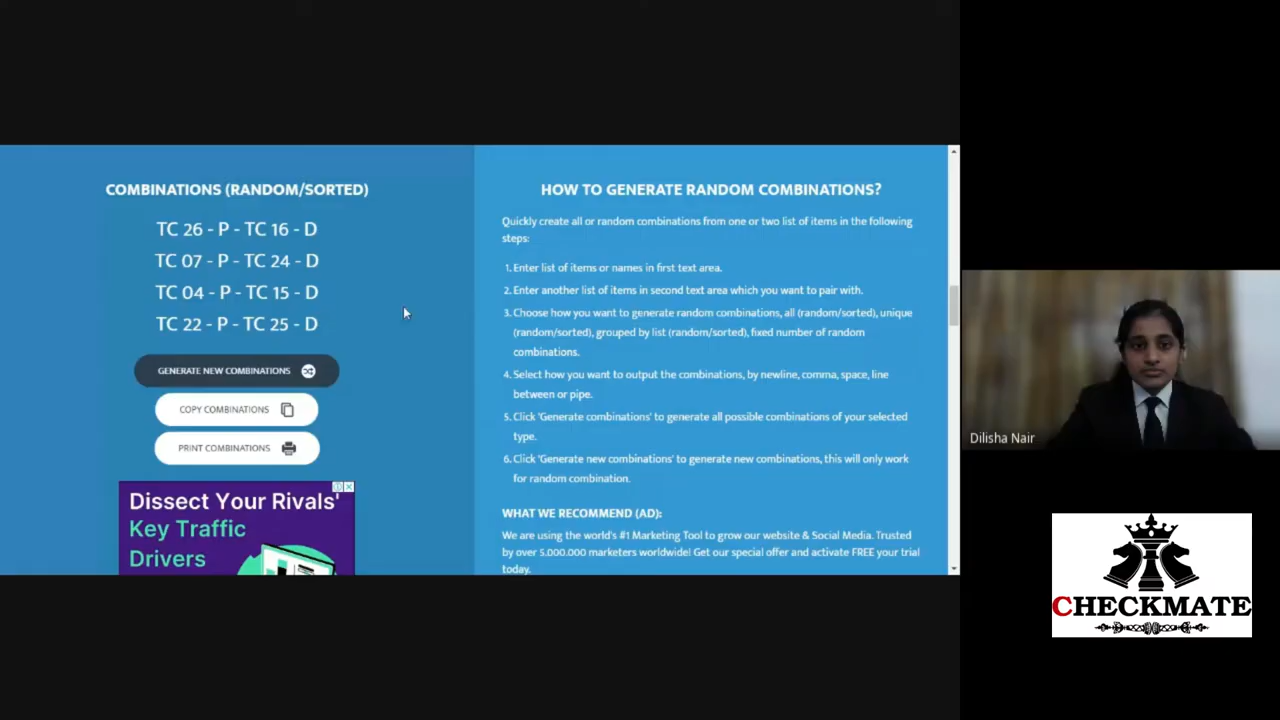 COMBINATIONS (RANDOM/SORTED)
TC 26 - P - TC 16 - D
TC 07 - P - TC 24 - D
TC 04 - P - TC 15 - D
TC 22 - P - TC 25 - D
GENERATE NEW COMBINATIONS
COPY COMBINATIONS
PRINT COMBINATIONS
Dissect Your Rivals'
Key Traffic
Drivers
HOW TO GENERATE RANDOM COMBINATIONS?
Quickly create all or random combinations from one or two list of items in the following
steps:
1. Enter list of items or names in first text area.
2. Enter another list of items in second text area which you want to pair with.
3. Choose how you want to generate random combinations, all (random/sorted), unique
(random/sorted), grouped by list (random/sorted), fixed number of random
combinations.
4. Select how you want to output the combinations, by newline, comma, space, line
between or pipe.
5. Click 'Generate combinations' to generate all possible combinations of your selected
type.
6. Click 'Generate new combinations' to generate new combinations, this will only work
for random combination.
WHAT WE RECOMMEND (AD):
We are using the world's #1 Marketing Tool to grow our website & Social Media. Trusted
by over 5.000.000 marketers worldwide! Get our special offer and activate FREE your trial
today.
Dilisha Nair
CHECKMATE